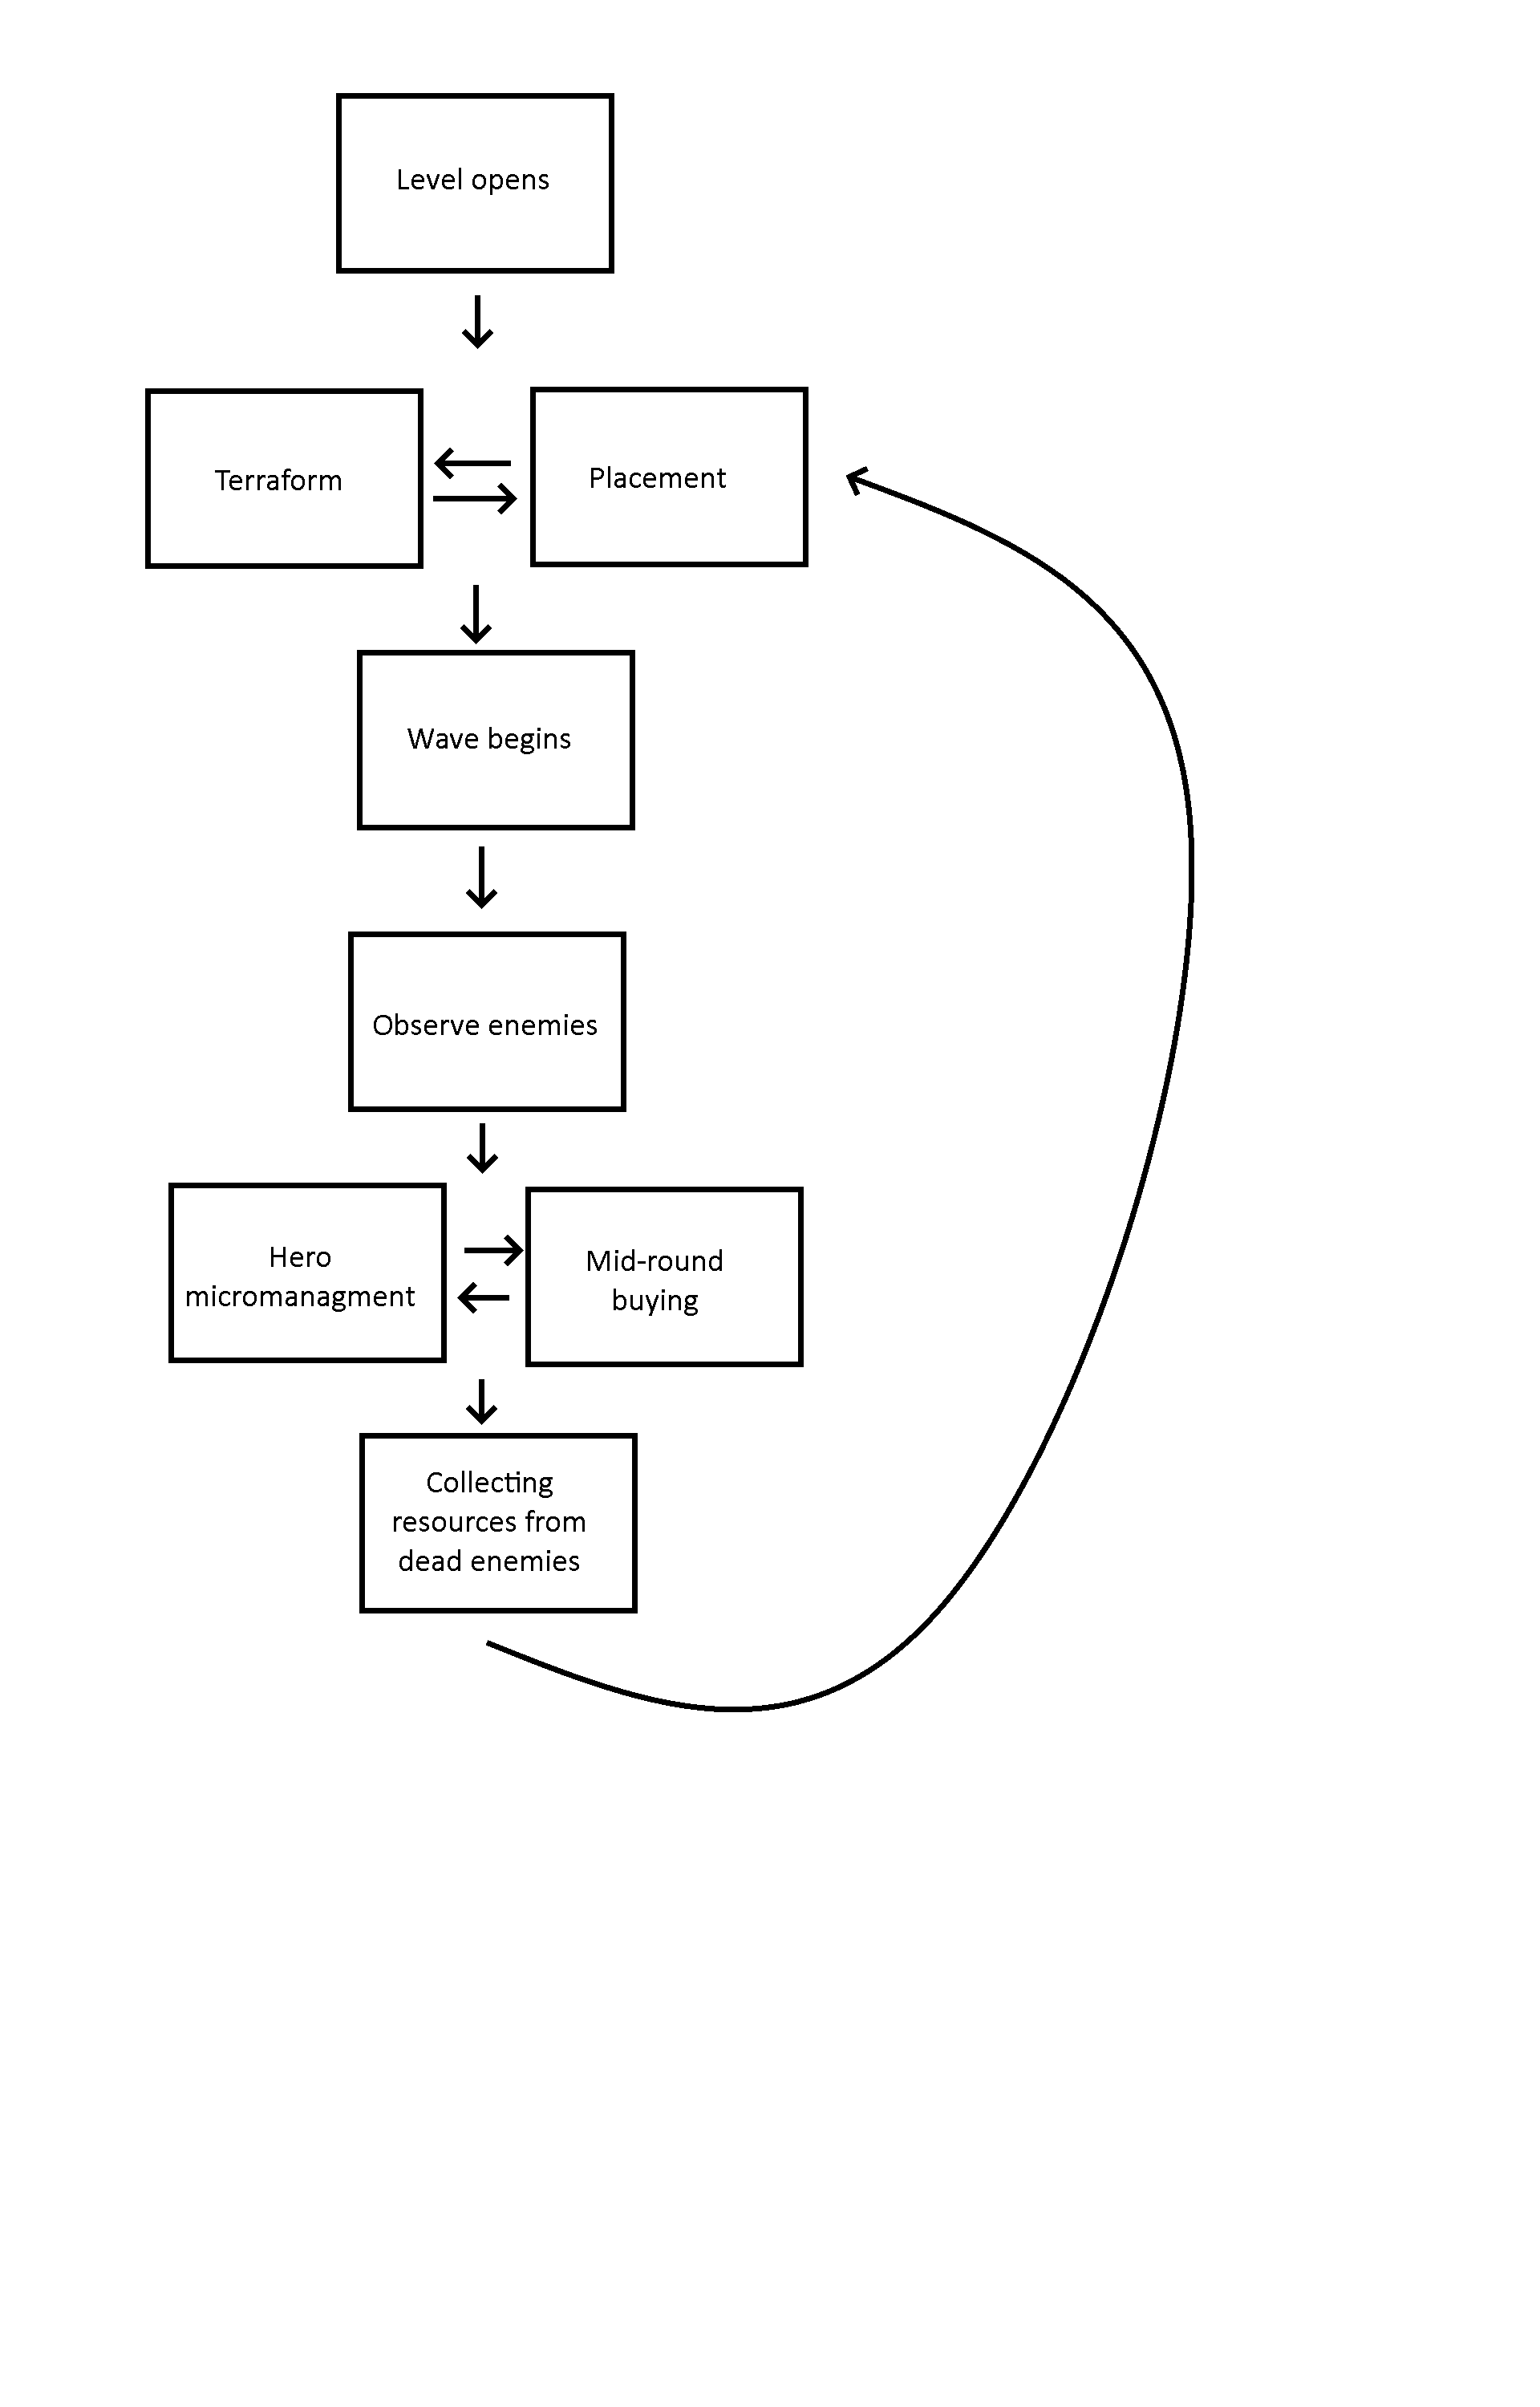 Level opens
Terraform
Placement
Wave begins
Observe enemies
Hero
micromanagment
Mid-round
buying
Collecting
resources from
dead enemies